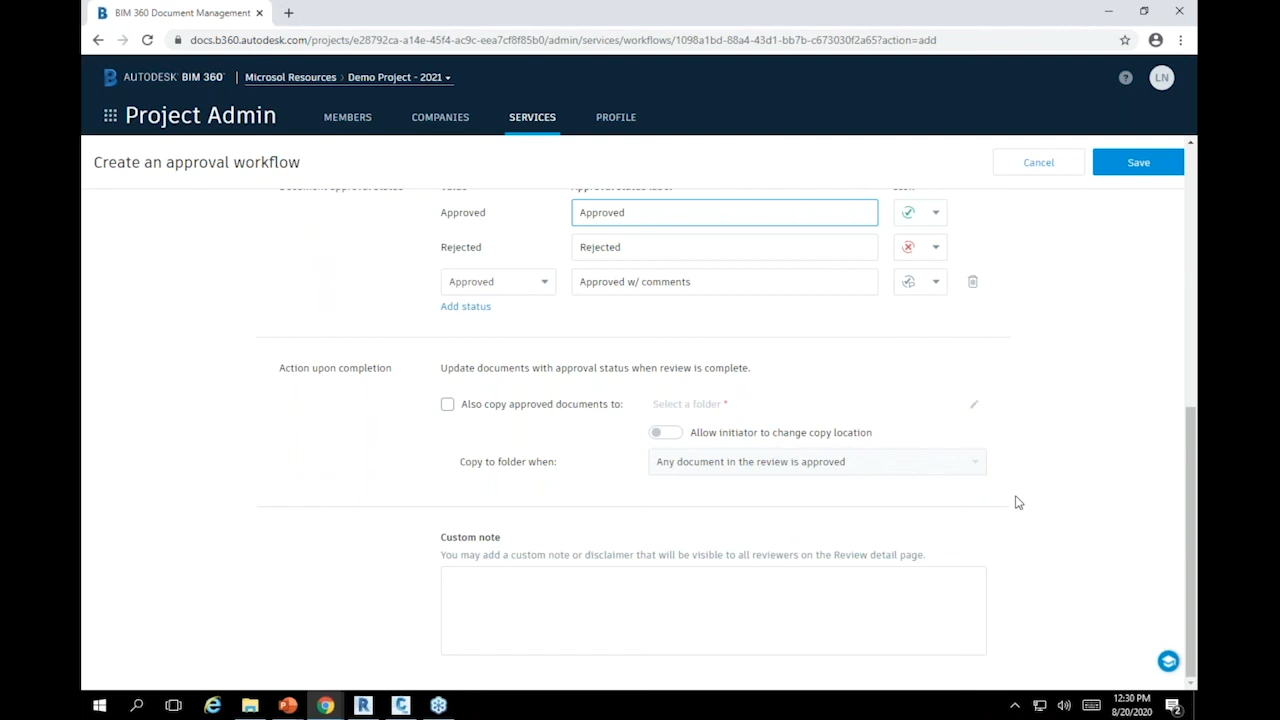 BIM 360 Document Management
docs.b360.autodesk.com/projects/e28792ca-a14e-45f4-ac9c-eea7cf8f85b0/admin/services/workflows/1098a1bd-88a4-43d1-bb7b-c673030f2a65?action=add
AUTODESK® BIM 360™ Microsol Resources > Demo Project - 2021
LN
Project Admin MEMBERS COMPANIES SERVICES PROFILE
Create an approval workflow Cancel Save
Document approval status Value Approval status label Icon
Approved Approved
Rejected Rejected
Approved Approved w/ comments
Add status
Action upon completion Update documents with approval status when review is complete.
Also copy approved documents to: Select a folder *
Allow initiator to change copy location
Copy to folder when: Any document in the review is approved
Custom note
You may add a custom note or disclaimer that will be visible to all reviewers on the Review detail page.
12:30 PM
8/20/2020
2